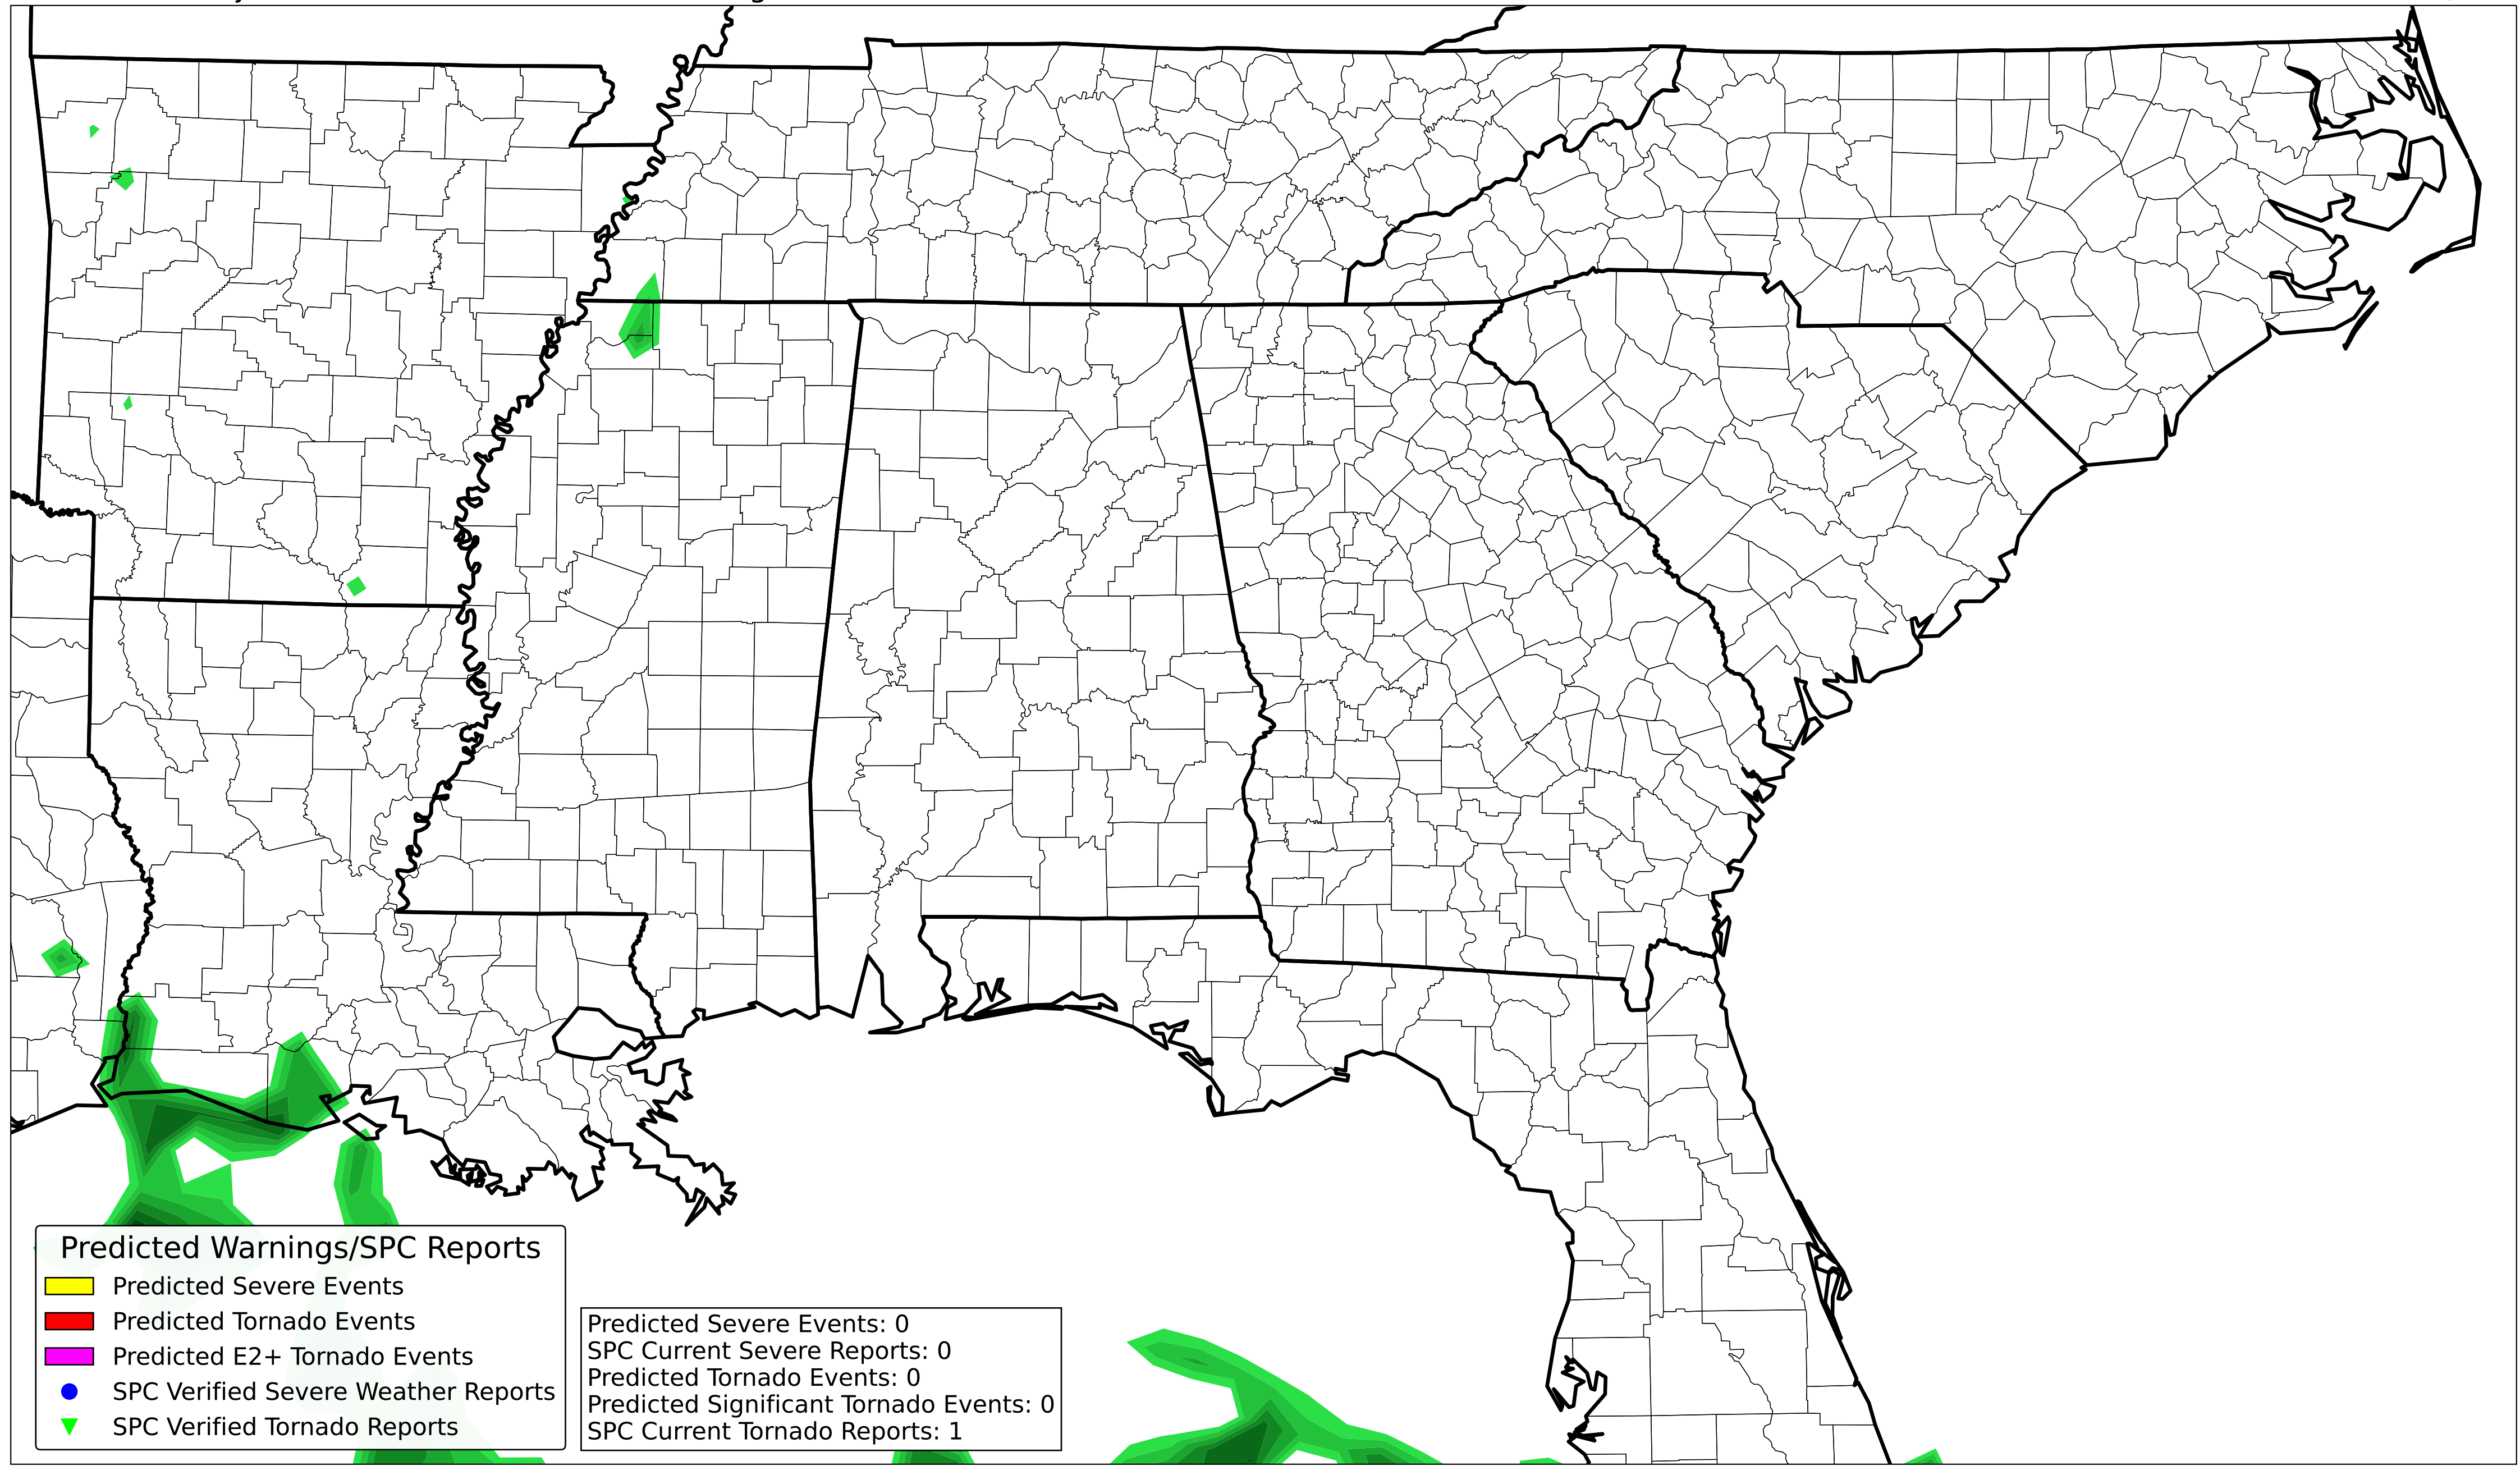 Predicted Warnings/SPC Reports
Predicted Severe Events
Predicted Tornado Events
Predicted E2+ Tornado Events
SPC Verified Severe Weather Reports
SPC Verified Tornado Reports
Predicted Severe Events: 0
SPC Current Severe Reports: 0
Predicted Tornado Events: 0
Predicted Significant Tornado Events: 0
SPC Current Tornado Reports: 1